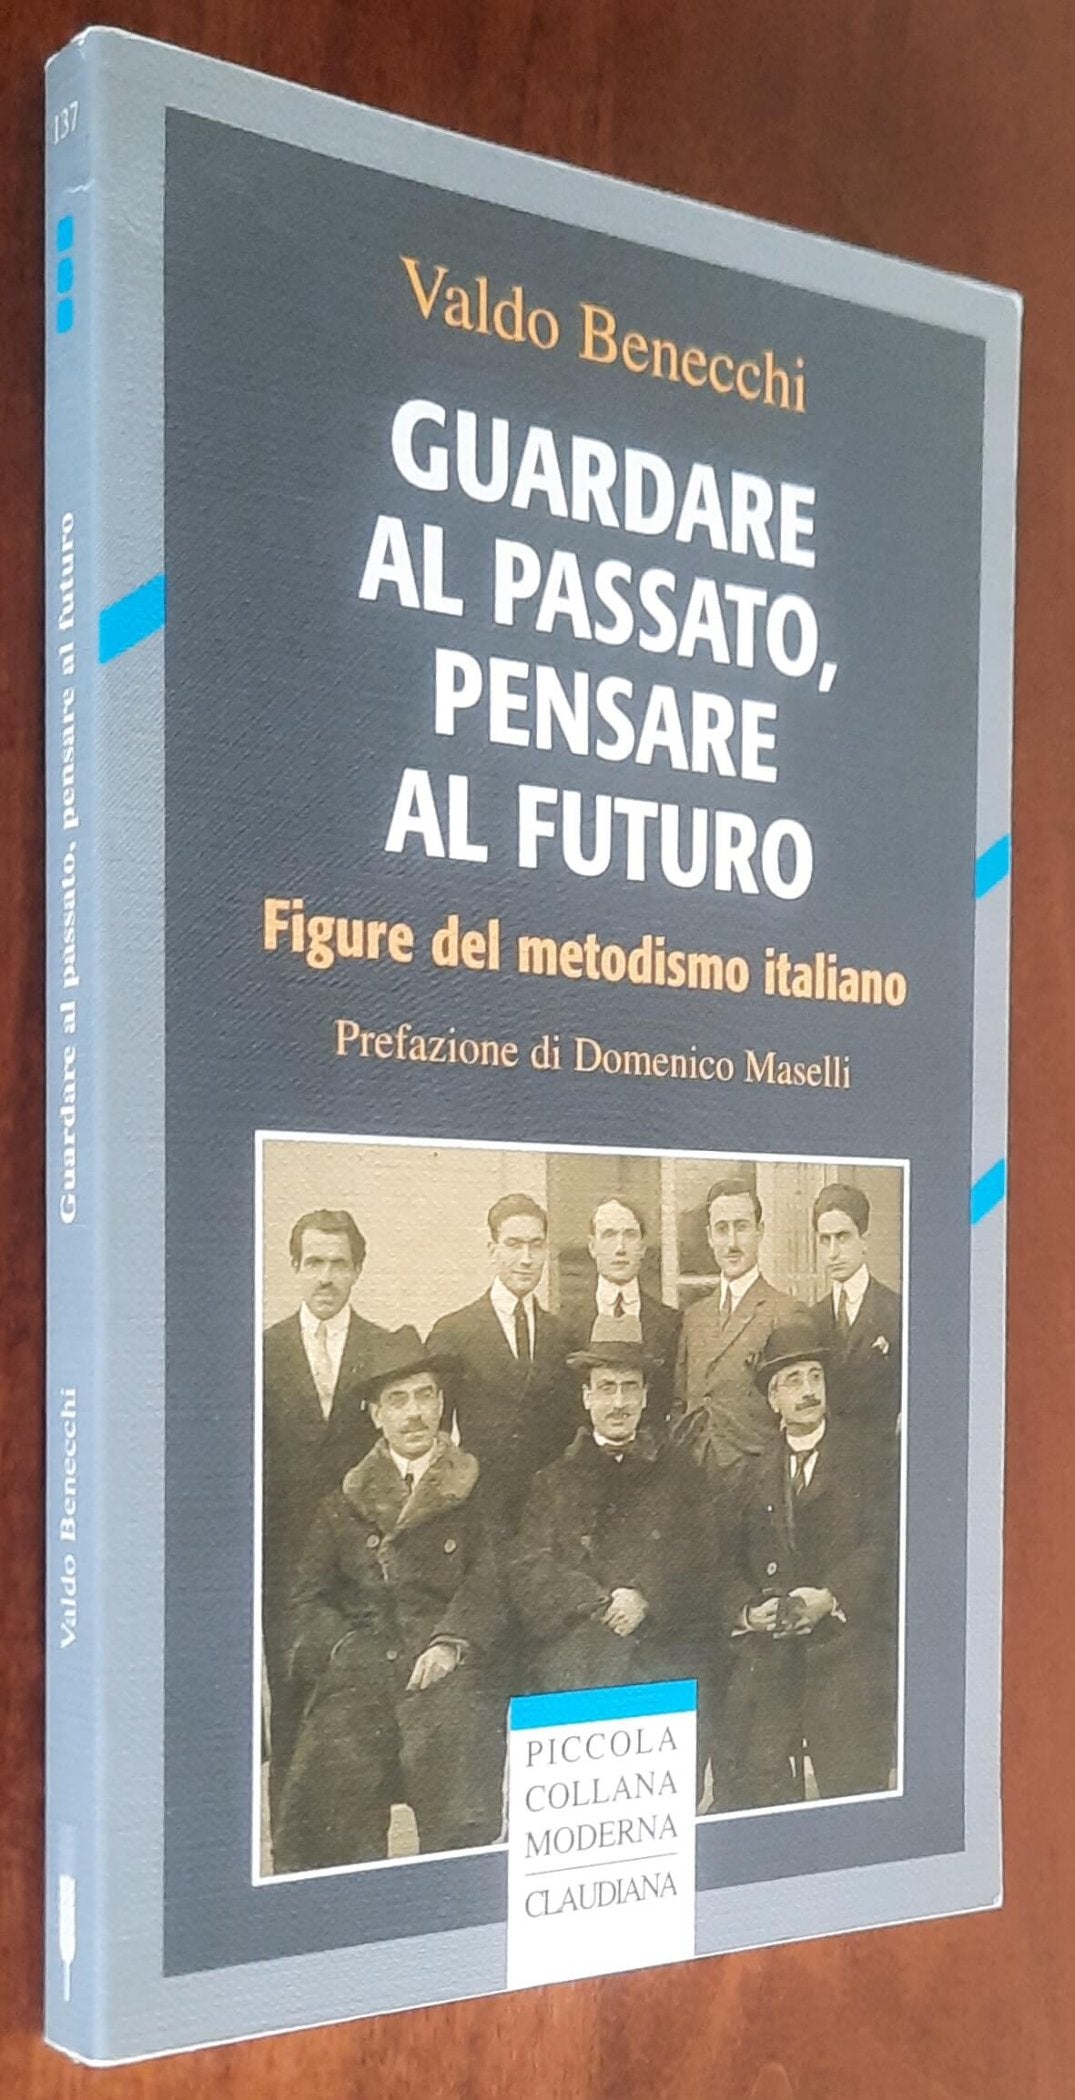 137
Guardare al passato, pensare al futuro
Valdo Benecchi
Valdo Benecchi
GUARDARE
AL PASSATO,
PENSARE
AL FUTURO
Figure del metodismo italiano
Prefazione di Domenico Maselli
PICCOLA
COLLANA
MODERNA
CLAUDIANA